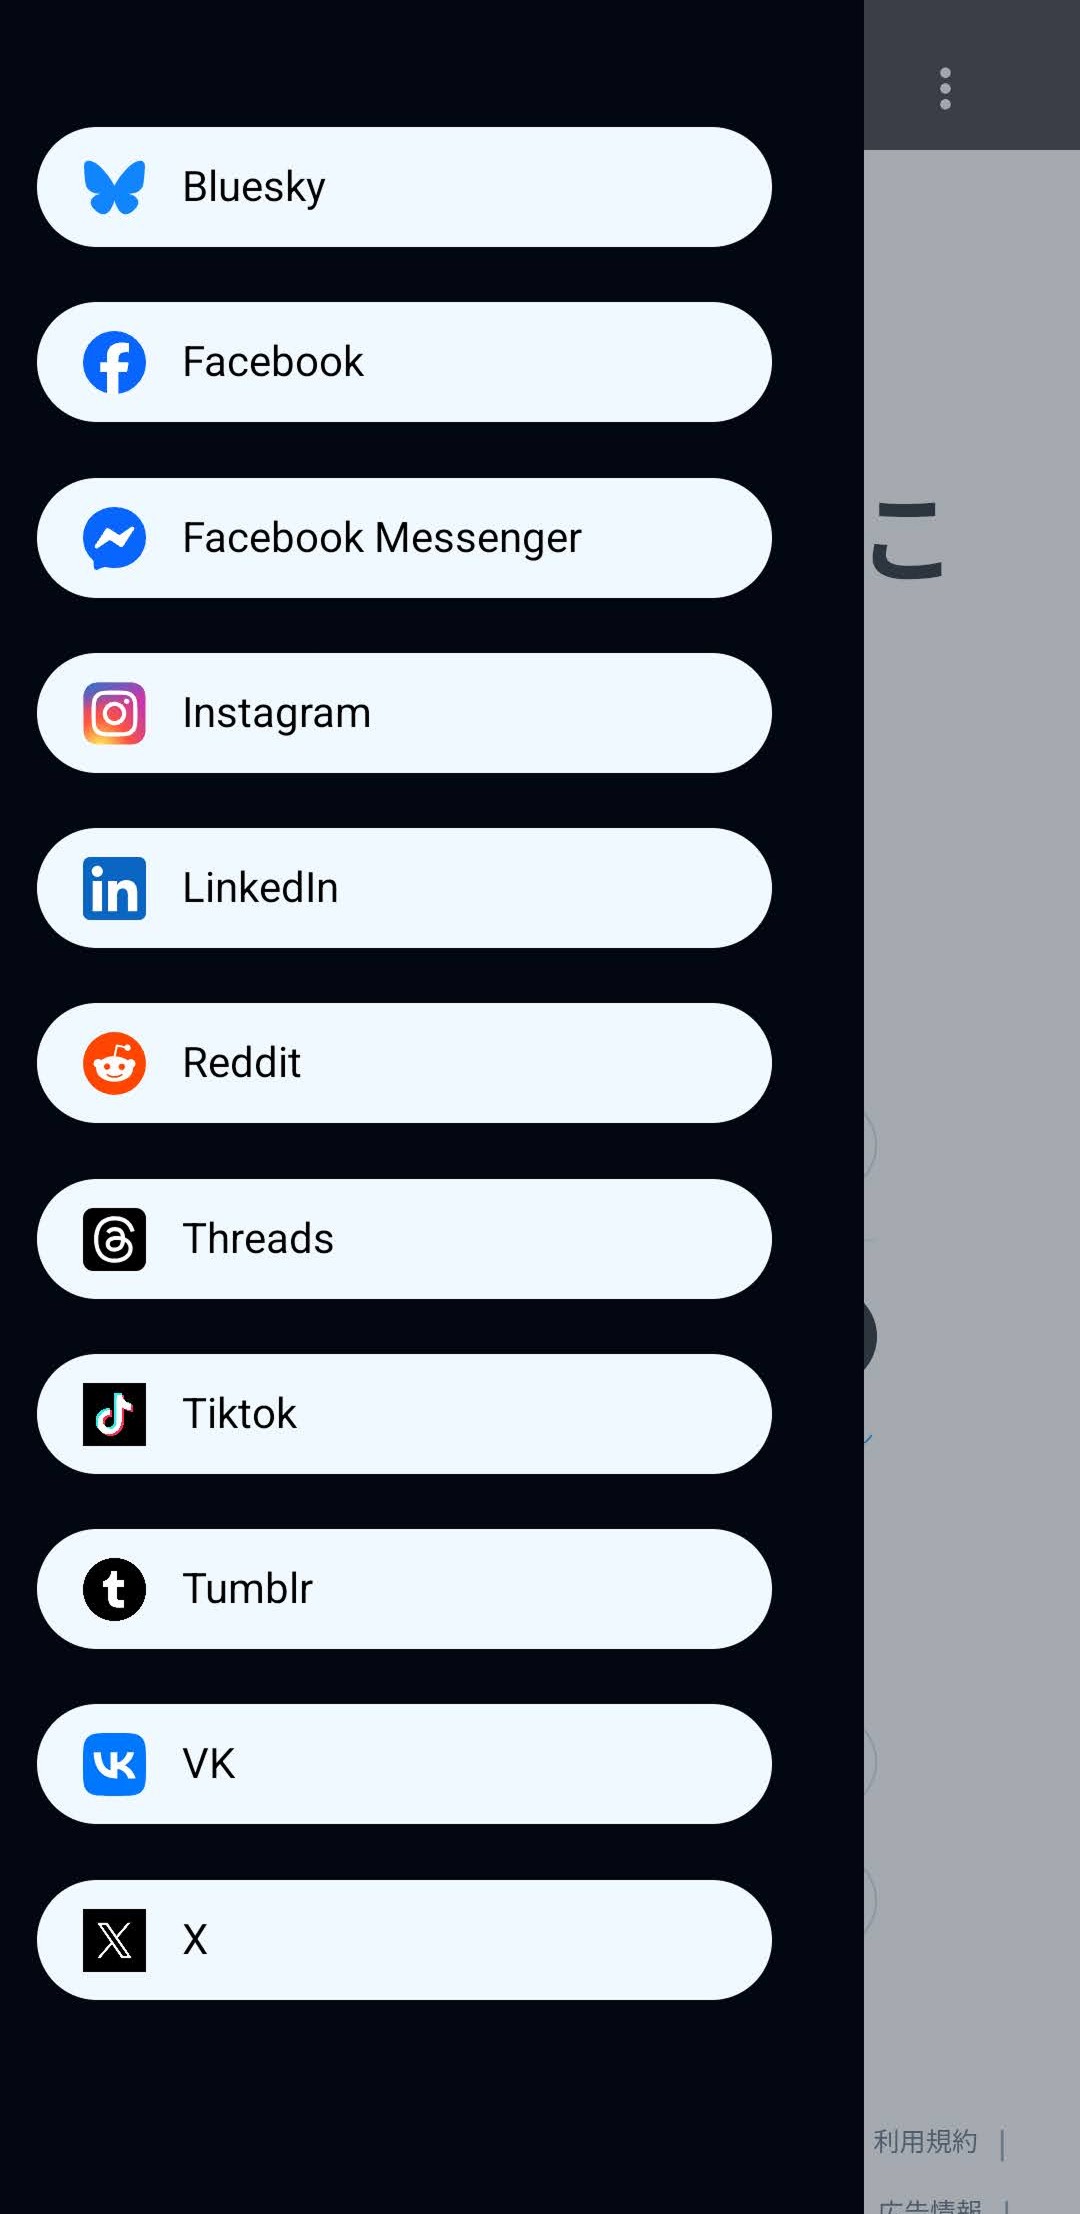 Bluesky
Facebook
Facebook Messenger
Instagram
LinkedIn
Reddit
Threads
Tiktok
Tumblr
VK
X
こ
利用規約 |
広告情報 |